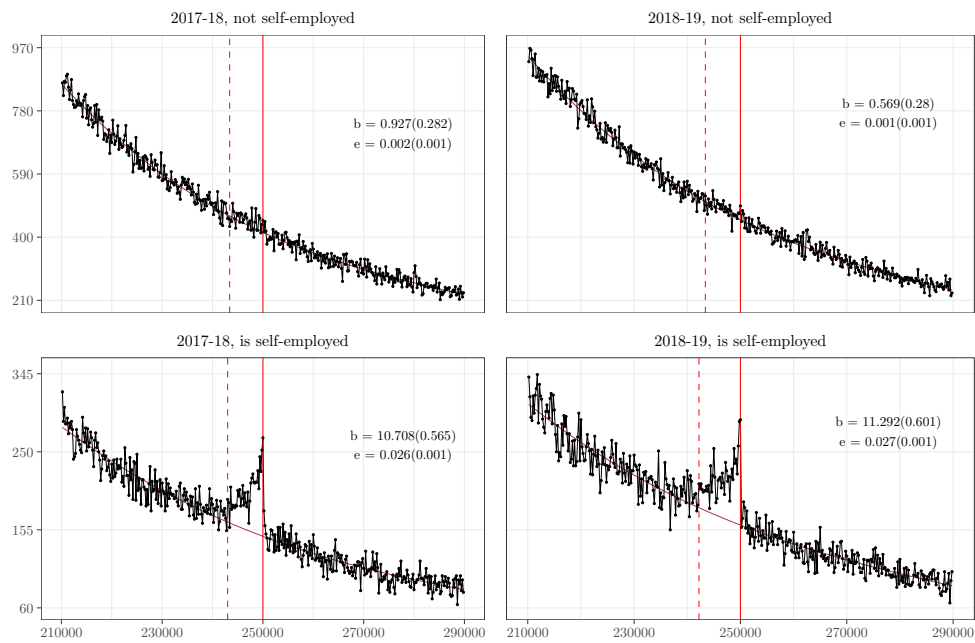 2017-18, not self-employed
2018-19, not self-employed
970
780
590
400
210
b = 0.927(0.282)
e = 0.002(0.001)
b = 0.569(0.28)
e = 0.001(0.001)
2017-18, is self-employed
2018-19, is self-employed
345
250
155
60
b = 10.708(0.565)
e = 0.026(0.001)
b = 11.292(0.601)
e = 0.027(0.001)
210000 230000 250000 270000 290000
210000 230000 250000 270000 290000